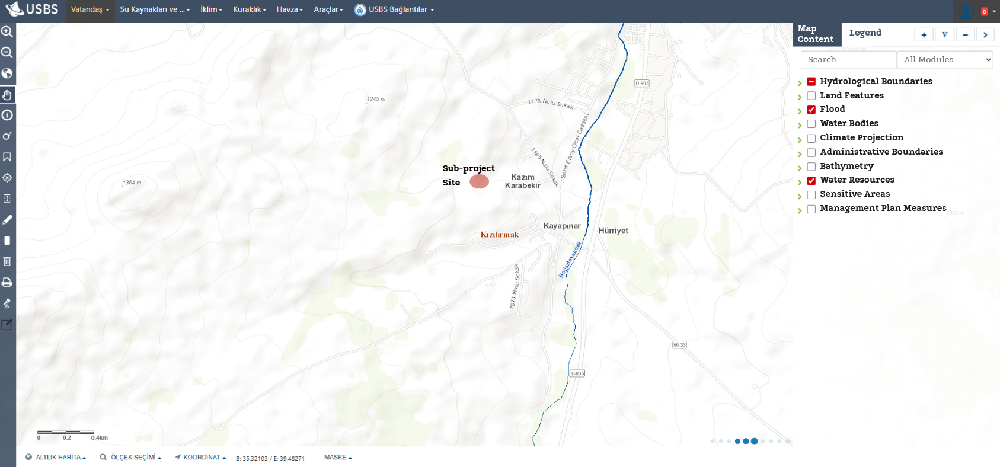 USBS
Vatandaş
Su Kaynakları ve ...
İklim
Kuraklık
Havza
Araçlar
USBS Bağlantılar
0
Map
Content
Legend
V
Search
All Modules
Hydrological Boundaries
Land Features
Flood
Water Bodies
Climate Projection
Administrative Boundaries
Bathymetry
Water Resources
Sensitive Areas
Management Plan Measures
D-805
1245 m
1176 Nolu Sokak
Şehit Ersoy Öcal Caddesi
1185 Nolu Sokak
Sub-project
Site
Kazım
Karabekir
1364 m
1315 m
Kayapınar
Hürriyet
Kızılırmak
Boğazlayanözü
1073 Nolu Sokak
66.33
D-805
0 0.2 0.4km
ALTLIK HARİTA
ÖLÇEK SEÇİMİ
KOORDİNAT
B: 35.32103 / E: 39.48271
MASKE